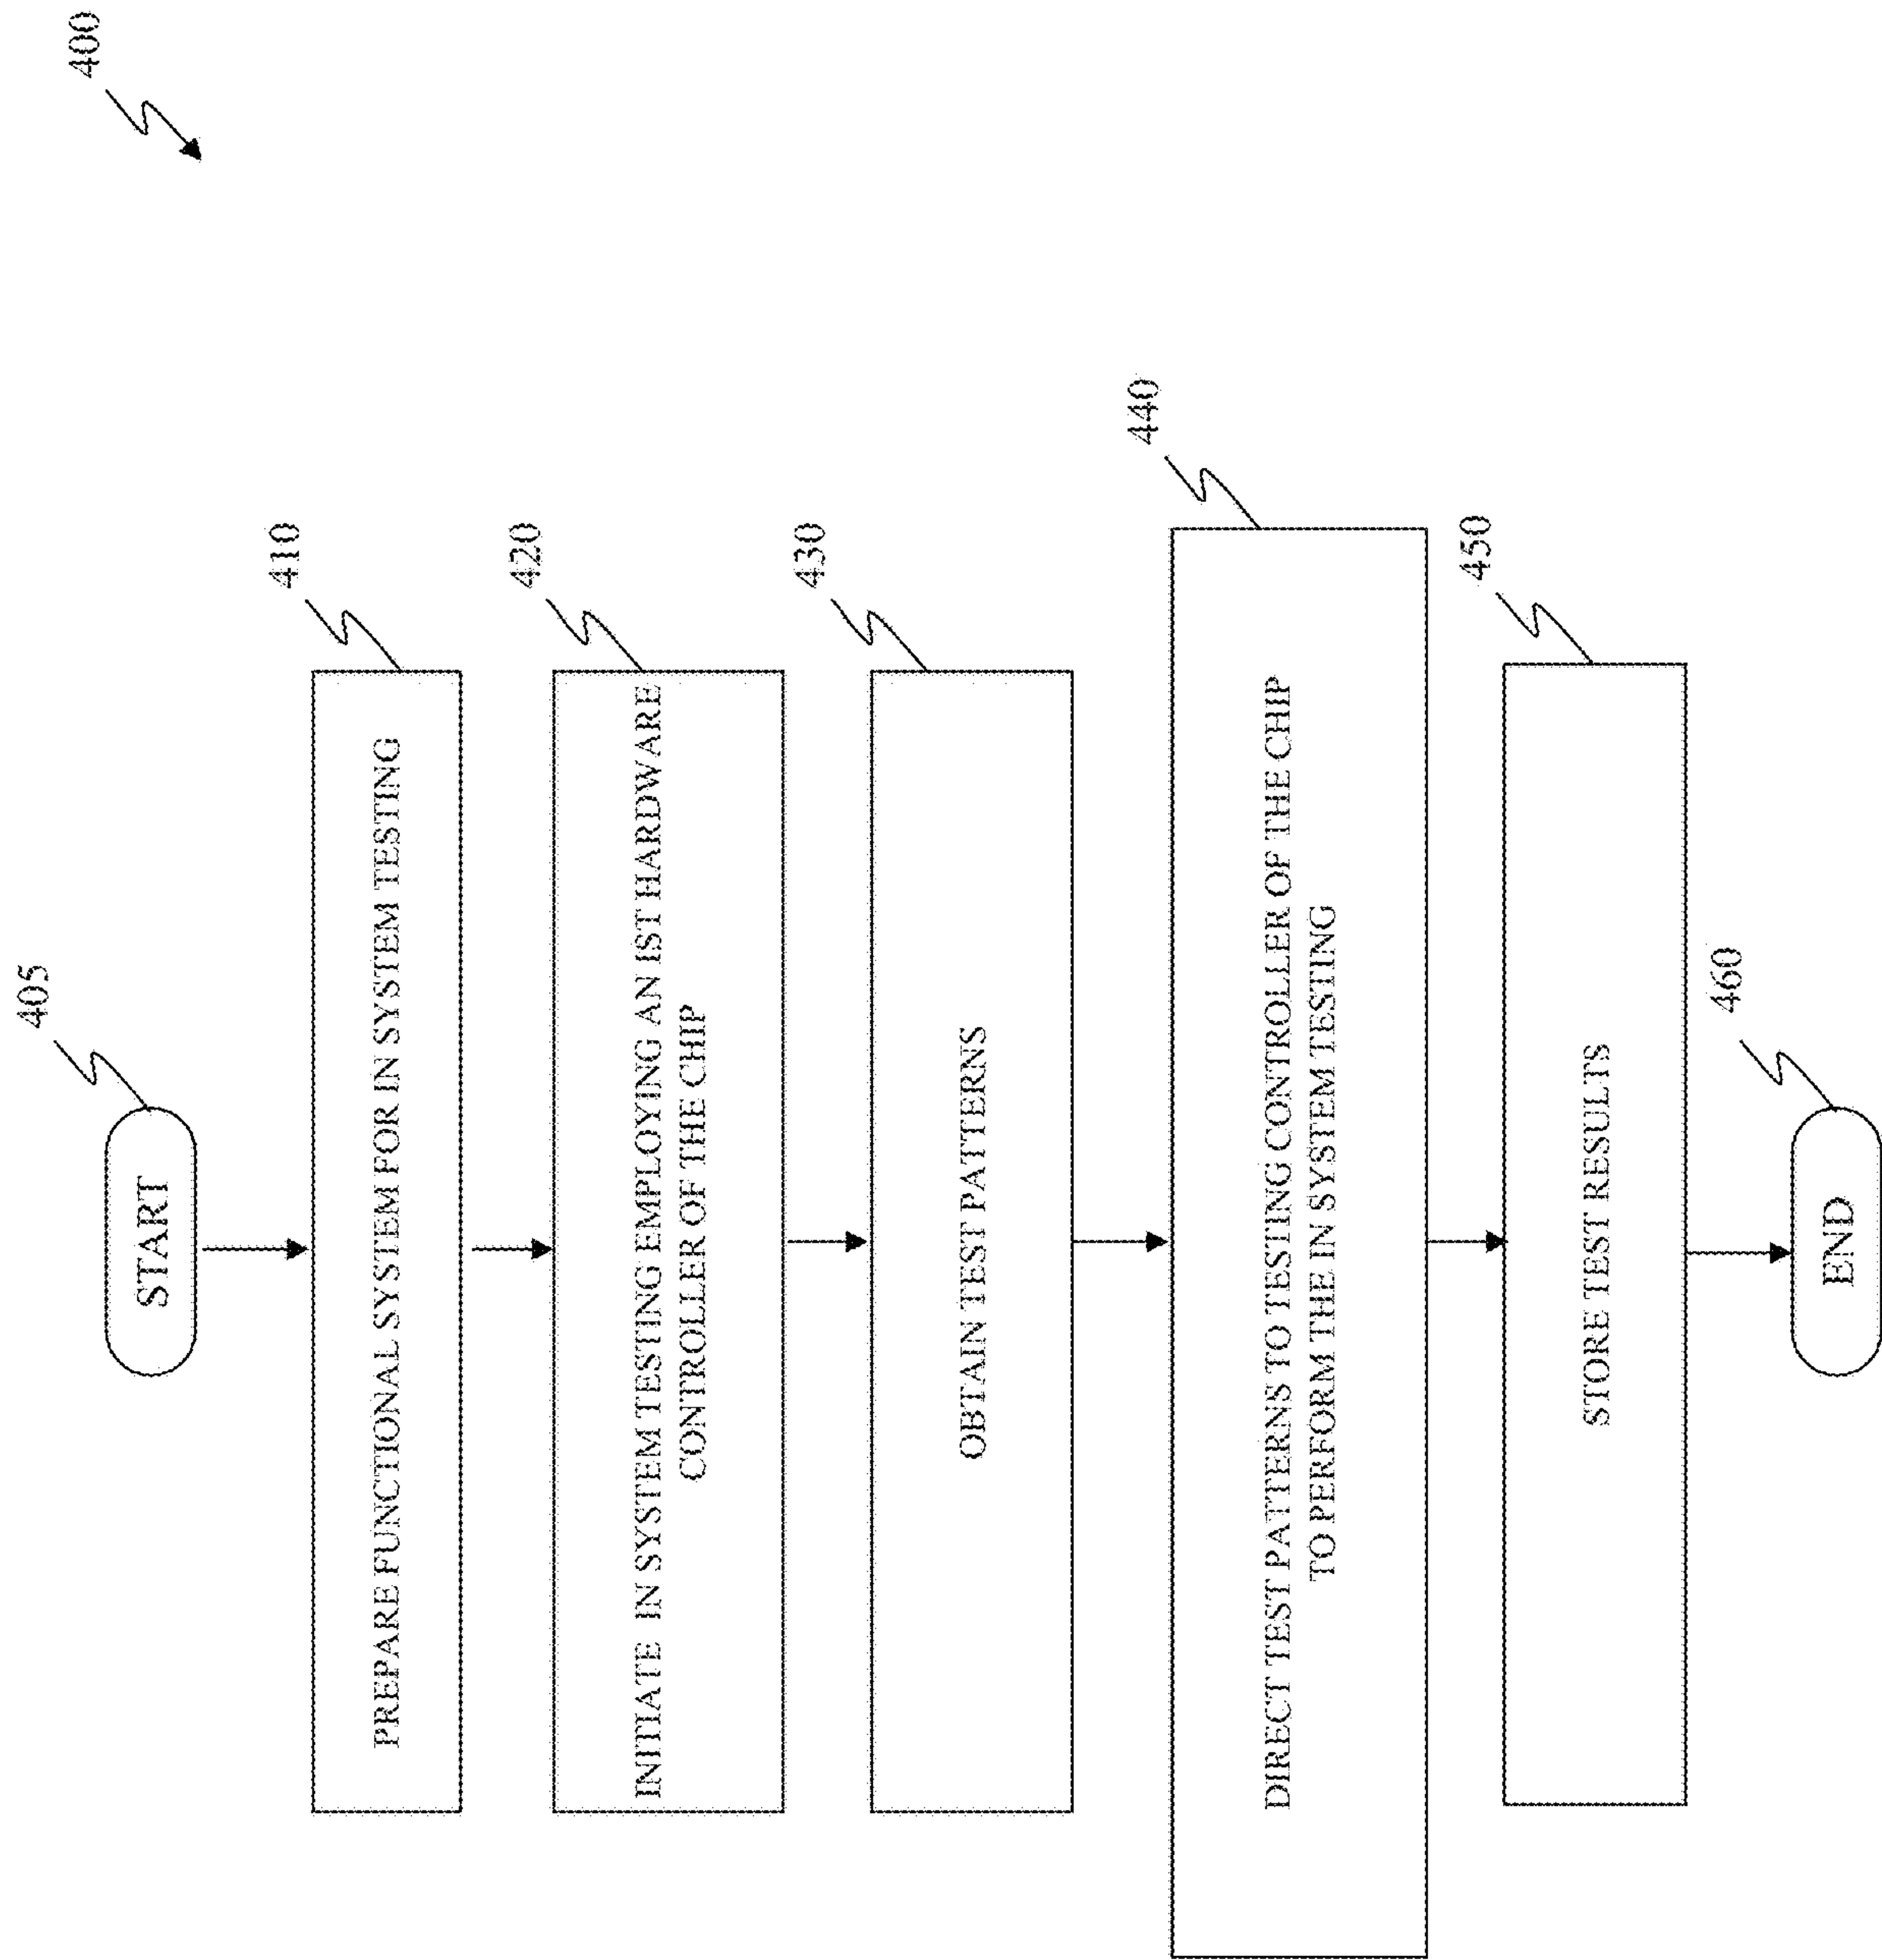 400
405
START
410
PREPARE FUNCTIONAL SYSTEM FOR IN SYSTEM TESTING
420
INITIATE IN SYSTEM TESTING EMPLOYING AN IST HARDWARE
CONTROLLER OF THE CHIP
430
OBTAIN TEST PATTERNS
440
DIRECT TEST PATTERNS TO TESTING CONTROLLER OF THE CHIP
TO PERFORM THE IN SYSTEM TESTING
450
STORE TEST RESULTS
460
END